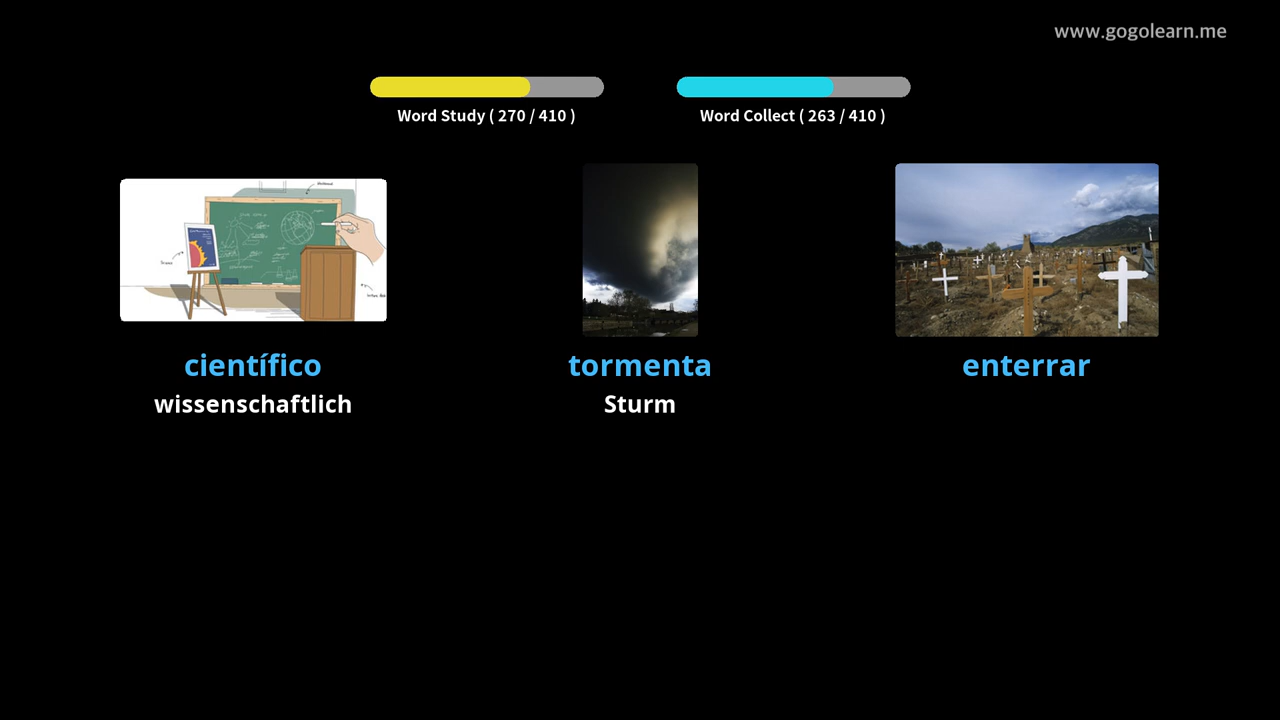 www.gogolearn.me
Word Study ( 270 / 410 )
Word Collect ( 263 / 410 )
científico
tormenta
enterrar
wissenschaftlich
Sturm